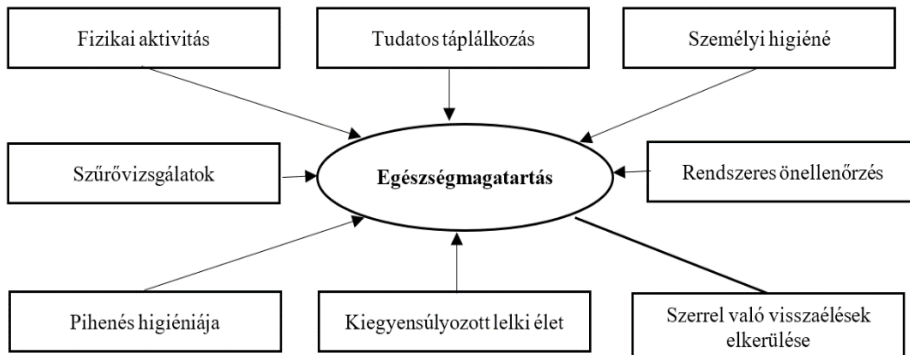 Fizikai aktivitás
Tudatos táplálkozás
Személyi higiéné
Szűrővizsgálatok
Egészségmagatartás
Rendszeres önellenőrzés
Pihenés higiéniája
Kiegyensúlyozott lelki élet
Szerrel való visszaélések
elkerülése